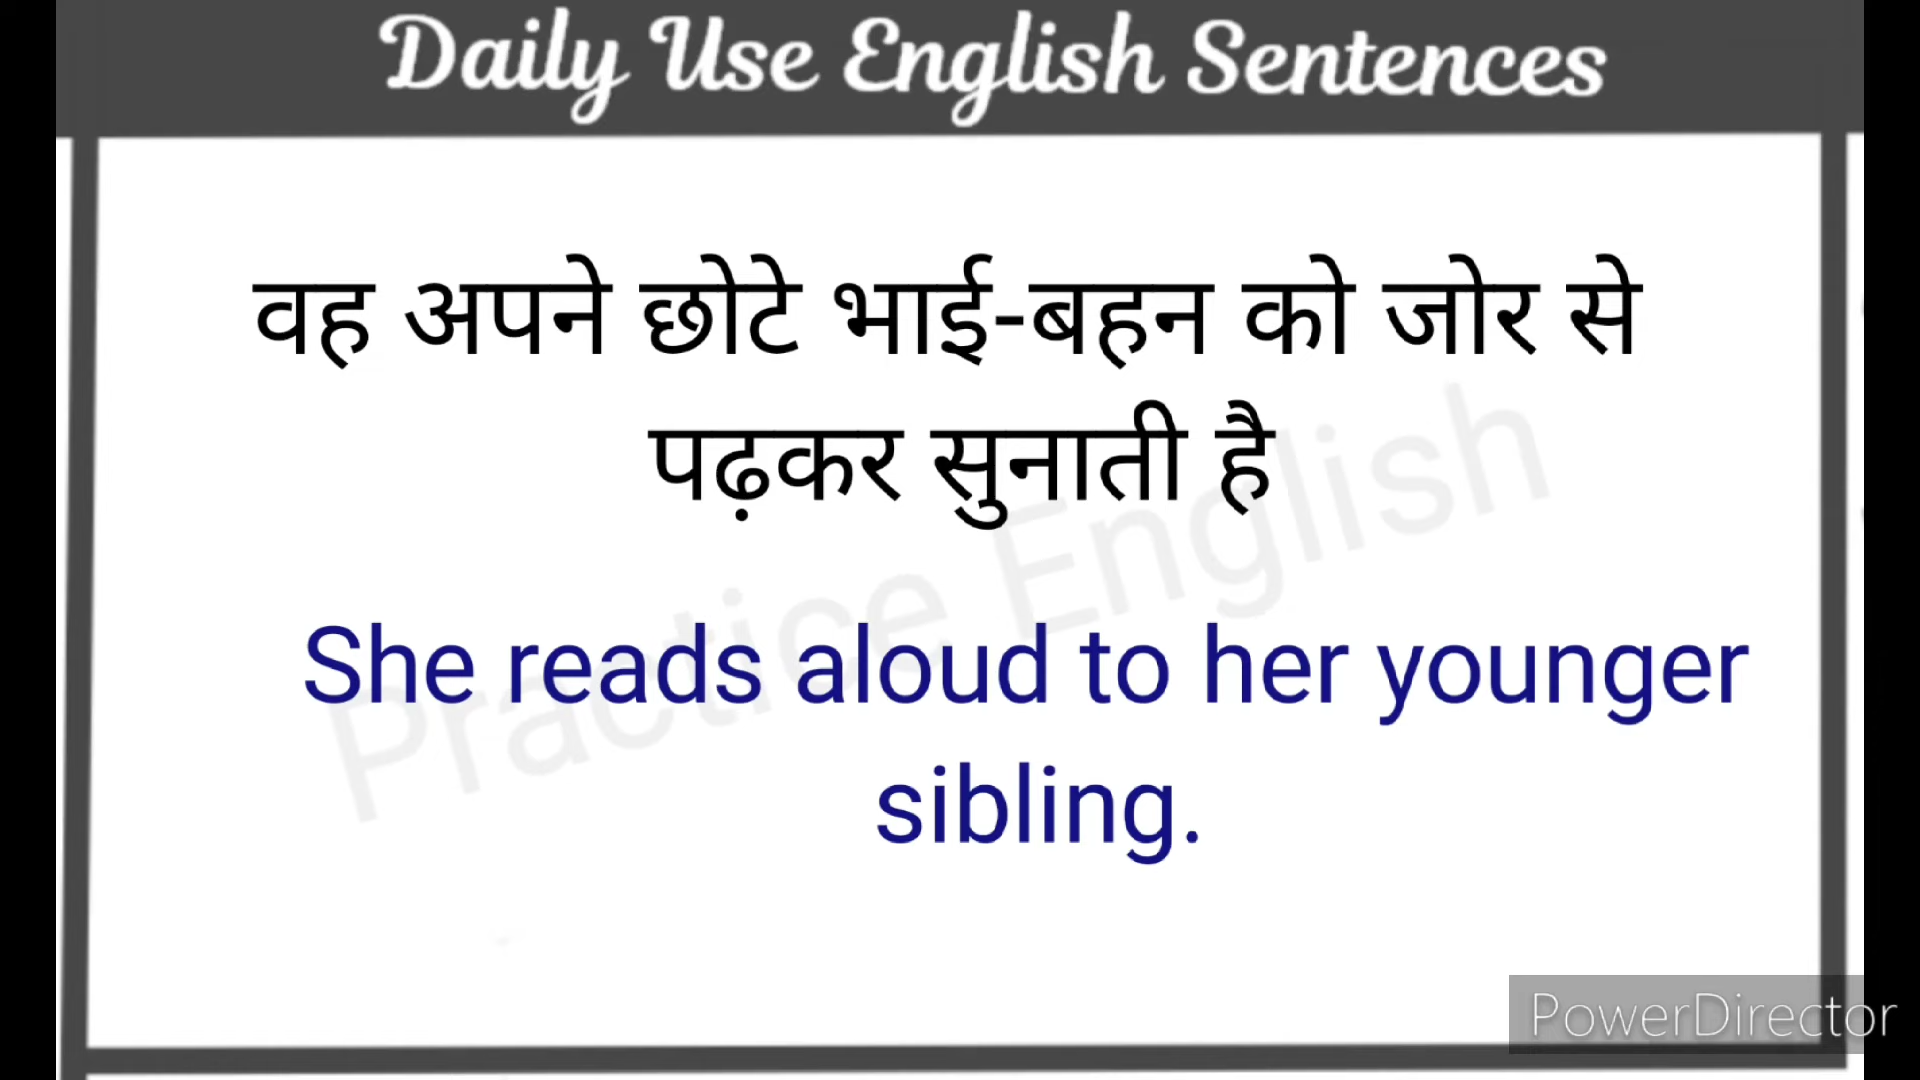 Daily Use English Sentences
वह अपने छोटे भाई-बहन को जोर से
पढ़कर सुनाती है
Practice English
She reads aloud to her younger
sibling.
PowerDirector